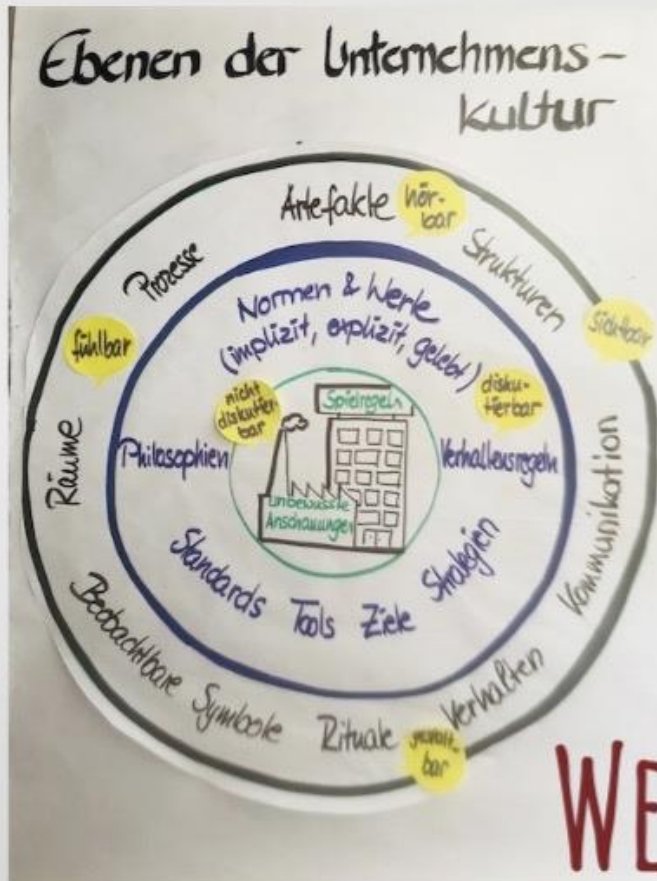 Ebenen der Unternehmens-
kultur
Artefakte
hör-
bar
Strukturen
sichtbar
Prozesse
fühlbar
Räume
Kommunikation
Beobachtbare
Symbole
Rituale
Verhalten
bar
Normen & Werte
(implizit, explizit, gelebt)
disku-
tierbar
nicht
diskutier
bar
Philosophien
Verhaltensregeln
Standards
Tools
Ziele
Strategien
Spielregeln
Unbewusste
Anschauungen
WE